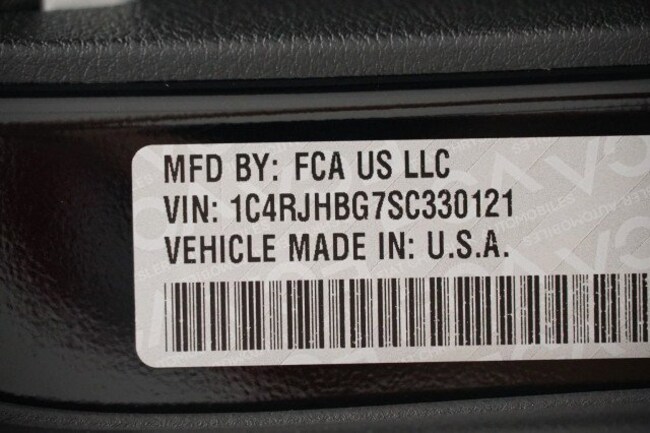 MFD BY: FCA US LLC
VIN: 1C4RJHBG7SC330121
VEHICLE MADE IN: U.S.A.